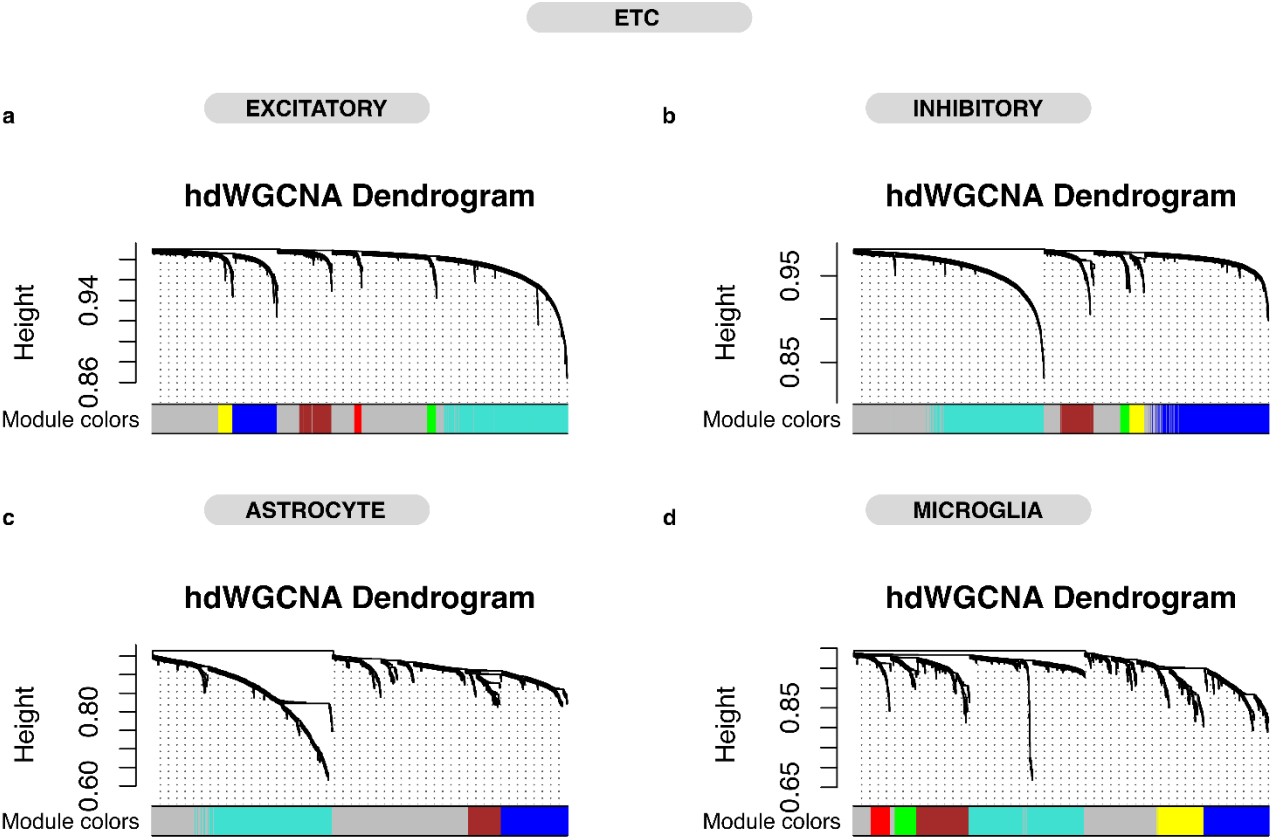 ETC
a
EXCITATORY
hdWGCNA Dendrogram
Height
0.94
0.86
Module colors
b
INHIBITORY
hdWGCNA Dendrogram
Height
0.95
0.85
Module colors
c
ASTROCYTE
hdWGCNA Dendrogram
Height
0.80
0.60
Module colors
d
MICROGLIA
hdWGCNA Dendrogram
Height
0.85
0.65
Module colors